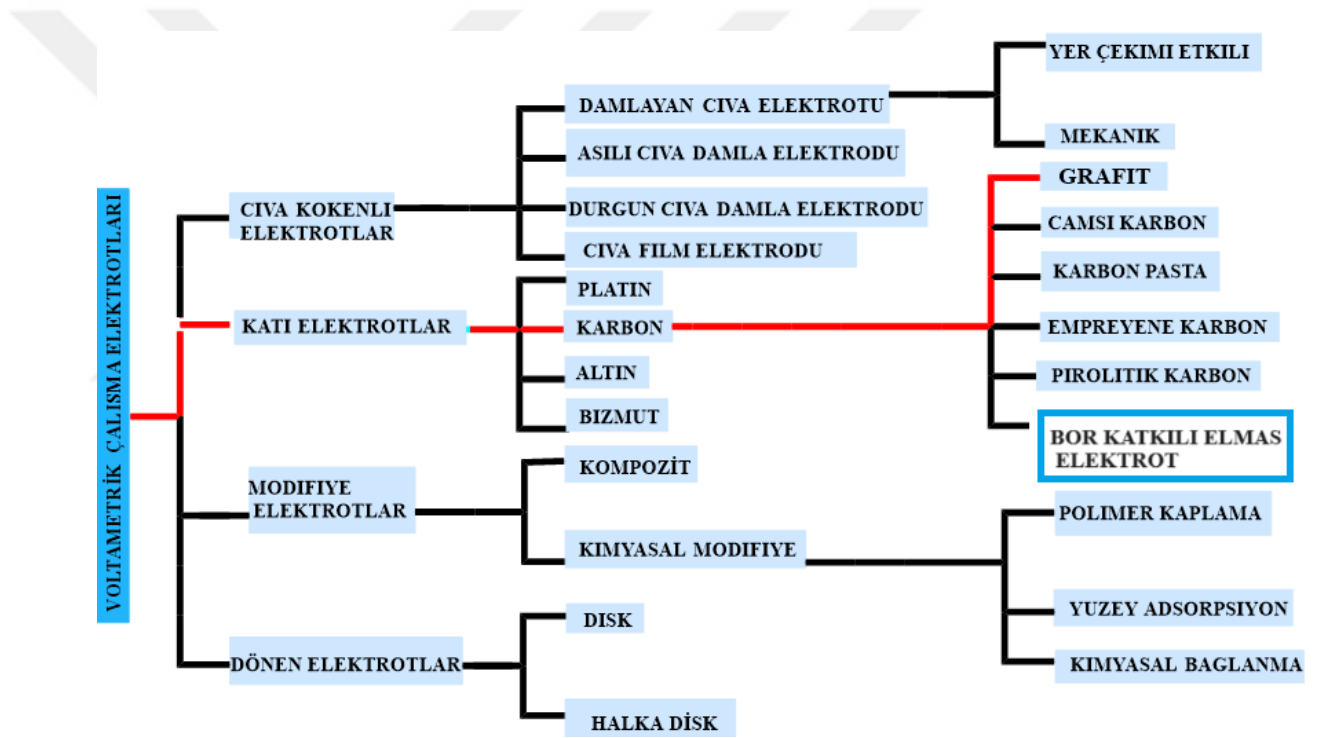 VOLTAMETRİK ÇALISMA ELEKTROTLARI
CIVA KOKENLI
ELEKTROTLAR
DAMLAYAN CIVA ELEKTROTU
YER ÇEKIMI ETKILI
MEKANIK
ASILI CIVA DAMLA ELEKTRODU
DURGUN CIVA DAMLA ELEKTRODU
CIVA FILM ELEKTRODU
KATI ELEKTROTLAR
PLATIN
KARBON
GRAFIT
CAMSI KARBON
KARBON PASTA
EMPREYENE KARBON
PIROLITIK KARBON
BOR KATKILI ELMAS
ELEKTROT
ALTIN
BIZMUT
MODIFIYE
ELEKTROTLAR
KOMPOZİT
KIMYASAL MODIFIYE
POLIMER KAPLAMA
YUZEY ADSORPSIYON
KIMYASAL BAGLANMA
DÖNEN ELEKTROTLAR
DISK
HALKA DİSK